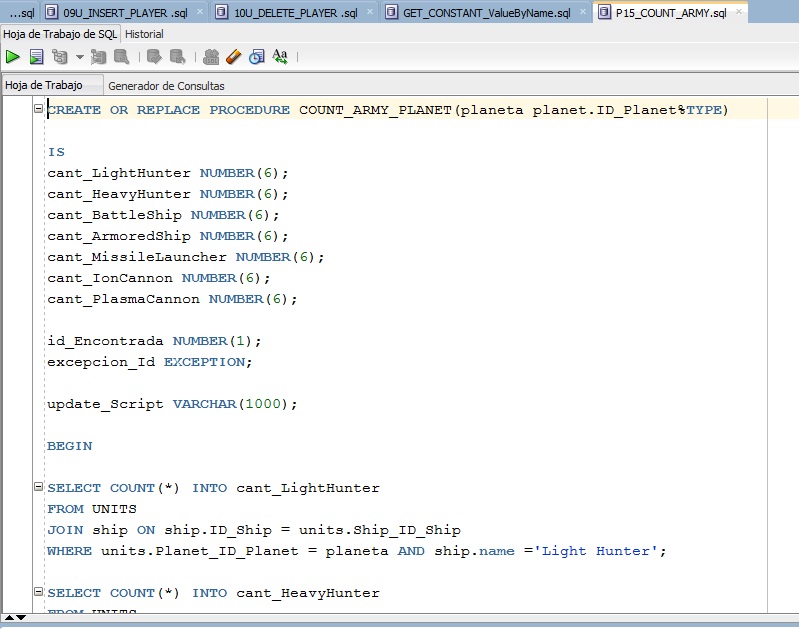 ...sql
09U_INSERT_PLAYER .sql
10U_DELETE_PLAYER .sql
GET_CONSTANT_ValueByName.sql
P15_COUNT_ARMY.sql
Hoja de Trabajo de SQL
Historial
Aa
Hoja de Trabajo
Generador de Consultas
CREATE OR REPLACE PROCEDURE COUNT_ARMY_PLANET(planeta planet.ID_Planet%TYPE)
IS
cant_LightHunter NUMBER(6);
cant_HeavyHunter NUMBER(6);
cant_BattleShip NUMBER(6);
cant_ArmoredShip NUMBER(6);
cant_MissileLauncher NUMBER(6);
cant_IonCannon NUMBER(6);
cant_PlasmaCannon NUMBER(6);
id_Encontrada NUMBER(1);
excepcion_Id EXCEPTION;
update_Script VARCHAR(1000);
BEGIN
SELECT COUNT(*) INTO cant_LightHunter
FROM UNITS
JOIN ship ON ship.ID_Ship = units.Ship_ID_Ship
WHERE units.Planet_ID_Planet = planeta AND ship.name ='Light Hunter';
SELECT COUNT(*) INTO cant_HeavyHunter
FROM UNITS